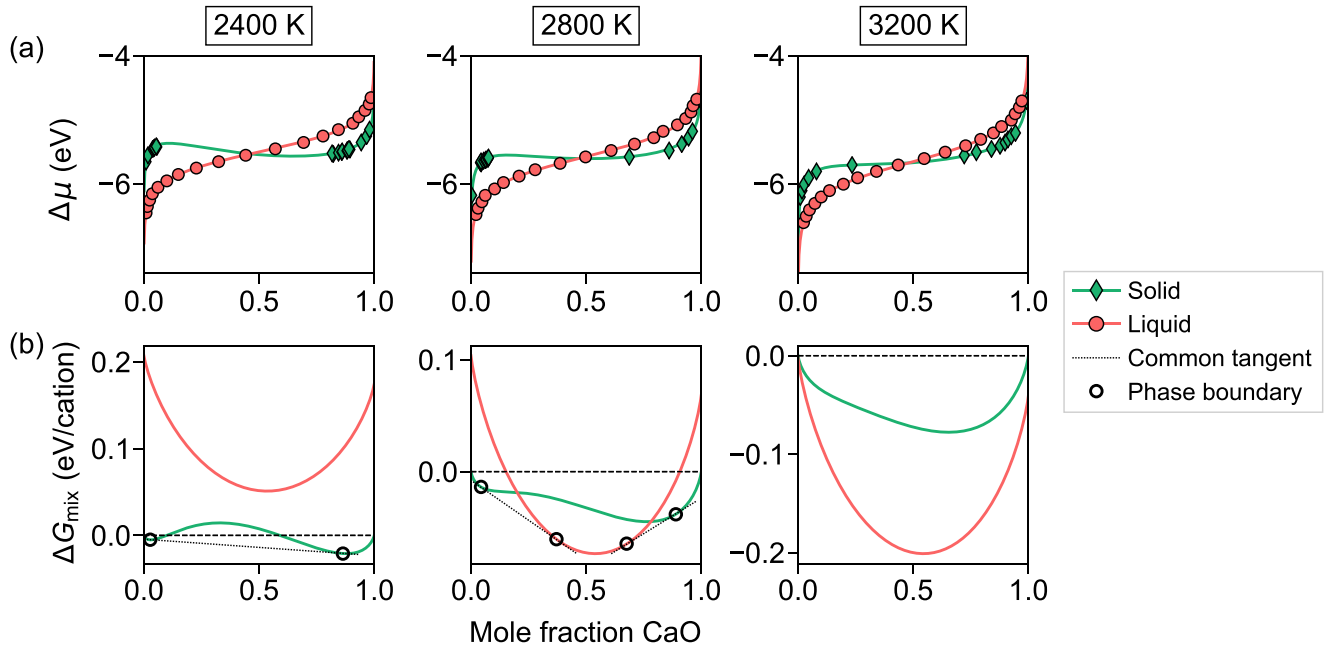 2400 K
2800 K
3200 K
(a)
−4
−4
−4
Δμ (eV)
−6
−6
−6
0.0 0.5 1.0
0.0 0.5 1.0
0.0 0.5 1.0
Solid
Liquid
Common tangent
Phase boundary
(b)
ΔGmix (eV/cation)
0.2
0.1
0.0
0.1
0.0
0.0
−0.1
−0.2
0.0 0.5 1.0
0.0 0.5 1.0
0.0 0.5 1.0
Mole fraction CaO